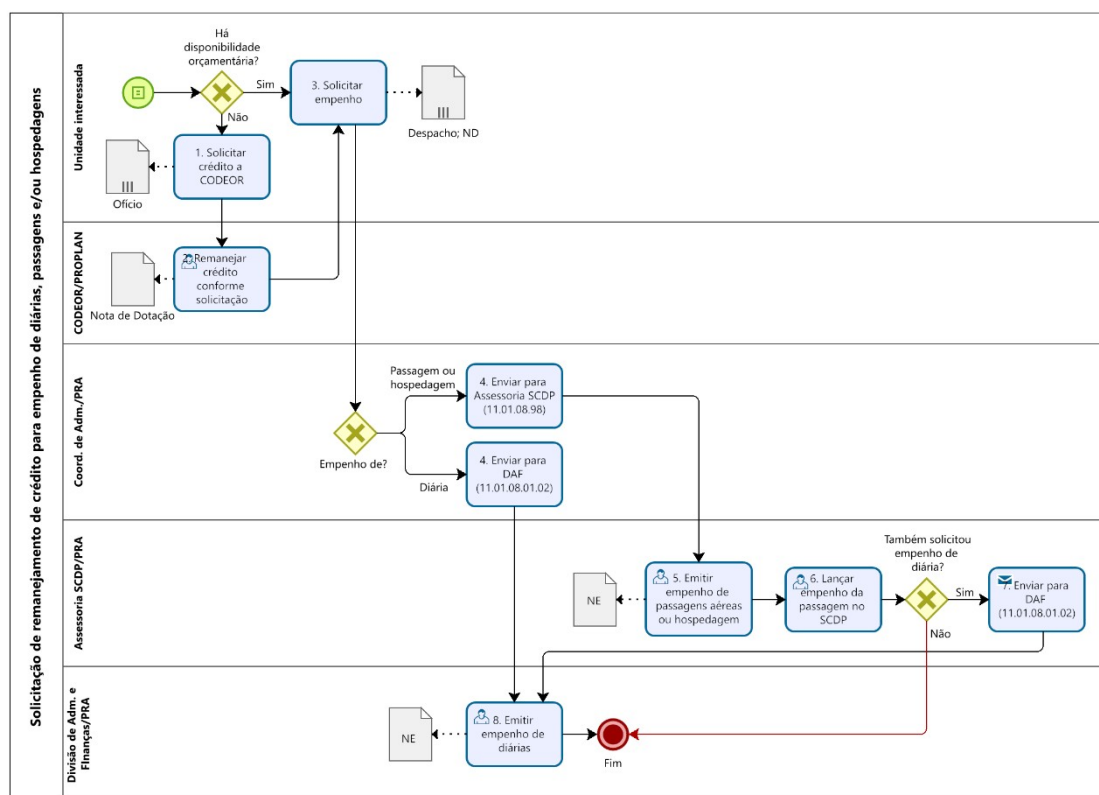 Solicitação de remanejamento de crédito para empenho de diárias, passagens e/ou hospedagens
Unidade interessada
Há
disponibilidade
orçamentária?
Sim
Não
3. Solicitar
empenho
Despacho; ND
1. Solicitar
crédito a
CODEOR
Ofício
CODEOR/PROPLAN
2. Remanejar
crédito
conforme
solicitação
Nota de Dotação
Coord. de Adm./PRA
Empenho de?
Passagem ou
hospedagem
4. Enviar para
Assessoria SCDP
(11.01.08.98)
Diária
4. Enviar para
DAF
(11.01.08.01.02)
Assessoria SCDP/PRA
NE
5. Emitir
empenho de
passagens aéreas
ou hospedagem
6. Lançar
empenho da
passagem no
SCDP
Também solicitou
empenho de
diária?
Sim
Não
7. Enviar para
DAF
(11.01.08.01.02)
Divisão de Adm. e
FInanças/PRA
NE
8. Emitir
empenho de
diárias
Fim